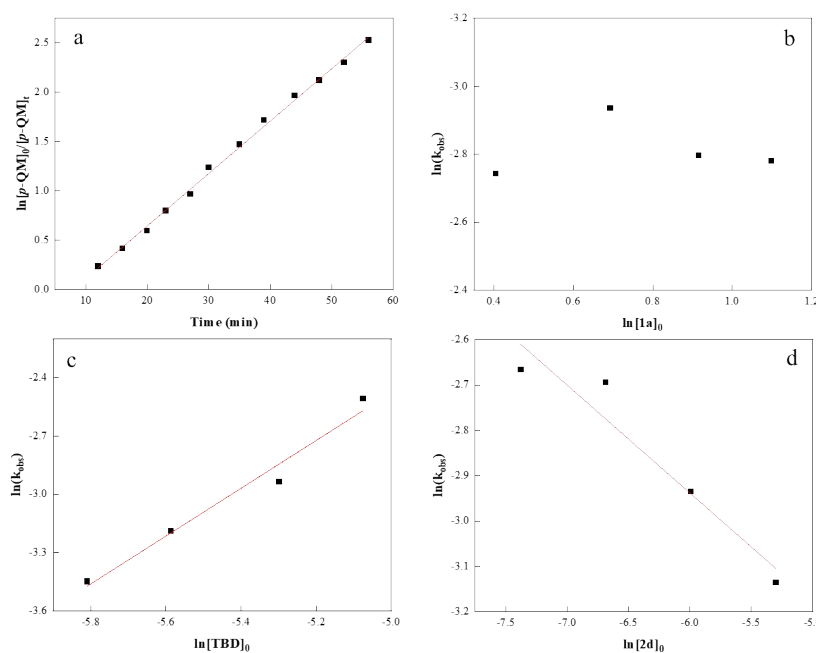 a
ln[p-QM]0/[p-QM]t
2.5
2.0
1.5
1.0
0.5
0.0
10 20 30 40 50 60
Time (min)
b
ln(kobs)
-3.2
-3.0
-2.8
-2.6
-2.4
0.4 0.6 0.8 1.0 1.2
ln[1a]0
c
ln(kobs)
-2.4
-2.7
-3.0
-3.3
-3.6
-5.8 -5.6 -5.4 -5.2 -5.0
ln[TBD]0
d
ln(kobs)
-2.6
-2.7
-2.8
-2.9
-3.0
-3.1
-3.2
-7.5 -7.0 -6.5 -6.0 -5.5 -5.0
ln[2d]0